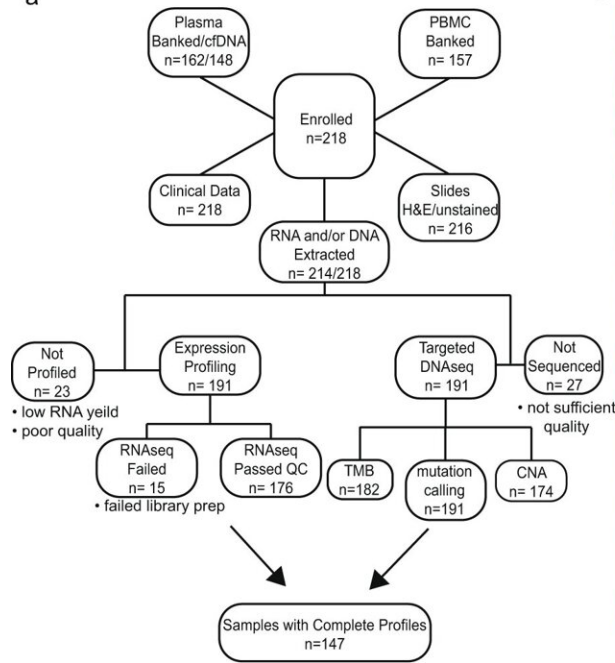 a
Plasma
Banked/cfDNA
n=162/148
PBMC
Banked
n= 157
Enrolled
n=218
Clinical Data
n= 218
Slides
H&E/unstained
n= 216
RNA and/or DNA
Extracted
n= 214/218
Not
Profiled
n= 23
Expression
Profiling
n= 191
Targeted
DNAseq
n= 191
Not
Sequenced
n= 27
• low RNA yeild
• poor quality
• not sufficient
quality
RNAseq
Failed
n= 15
RNAseq
Passed QC
n= 176
TMB
n=182
mutation
calling
n=191
CNA
n= 174
• failed library prep
Samples with Complete Profiles
n=147